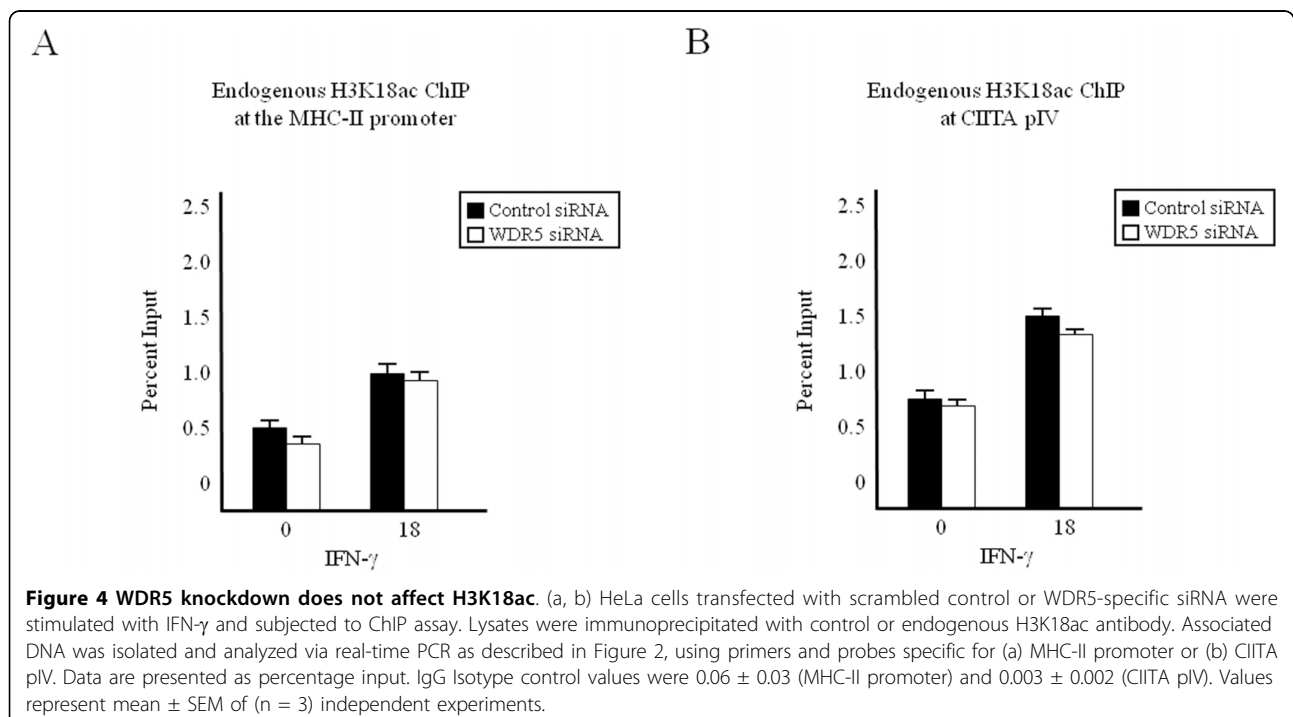 A
Endogenous H3K18ac ChIP
at the MHC-II promoter
2.5
2.0
1.5
1.0
0.5
0
Percent Input
Control siRNA
WDR5 siRNA
0
18
IFN-γ
B
Endogenous H3K18ac ChIP
at CIITA pIV
2.5
2.0
1.5
1.0
0.5
0
Percent Input
Control siRNA
WDR5 siRNA
0
18
IFN-γ
Figure 4 WDR5 knockdown does not affect H3K18ac. (a, b) HeLa cells transfected with scrambled control or WDR5-specific siRNA were
stimulated with IFN-γ and subjected to ChIP assay. Lysates were immunoprecipitated with control or endogenous H3K18ac antibody. Associated
DNA was isolated and analyzed via real-time PCR as described in Figure 2, using primers and probes specific for (a) MHC-II promoter or (b) CIITA
pIV. Data are presented as percentage input. IgG Isotype control values were 0.06 ± 0.03 (MHC-II promoter) and 0.003 ± 0.002 (CIITA pIV). Values
represent mean ± SEM of (n = 3) independent experiments.